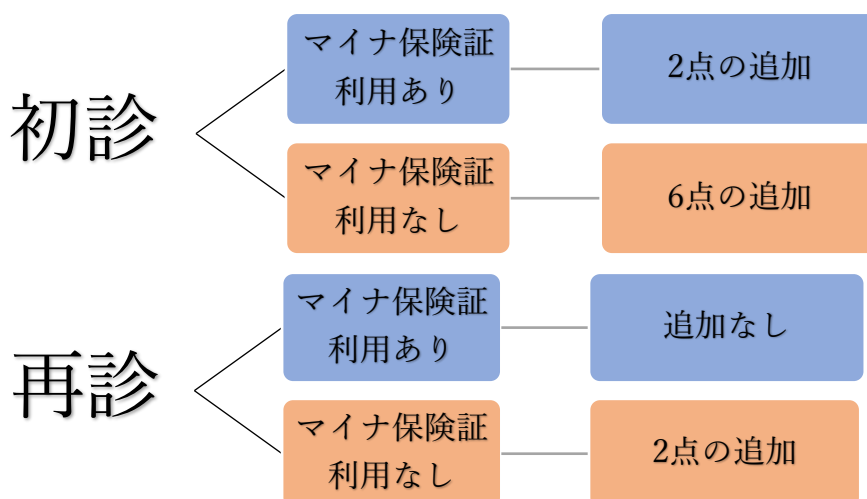 初診
マイナ保険証
利用あり
2点の追加
マイナ保険証
利用なし
6点の追加
再診
マイナ保険証
利用あり
追加なし
マイナ保険証
利用なし
2点の追加